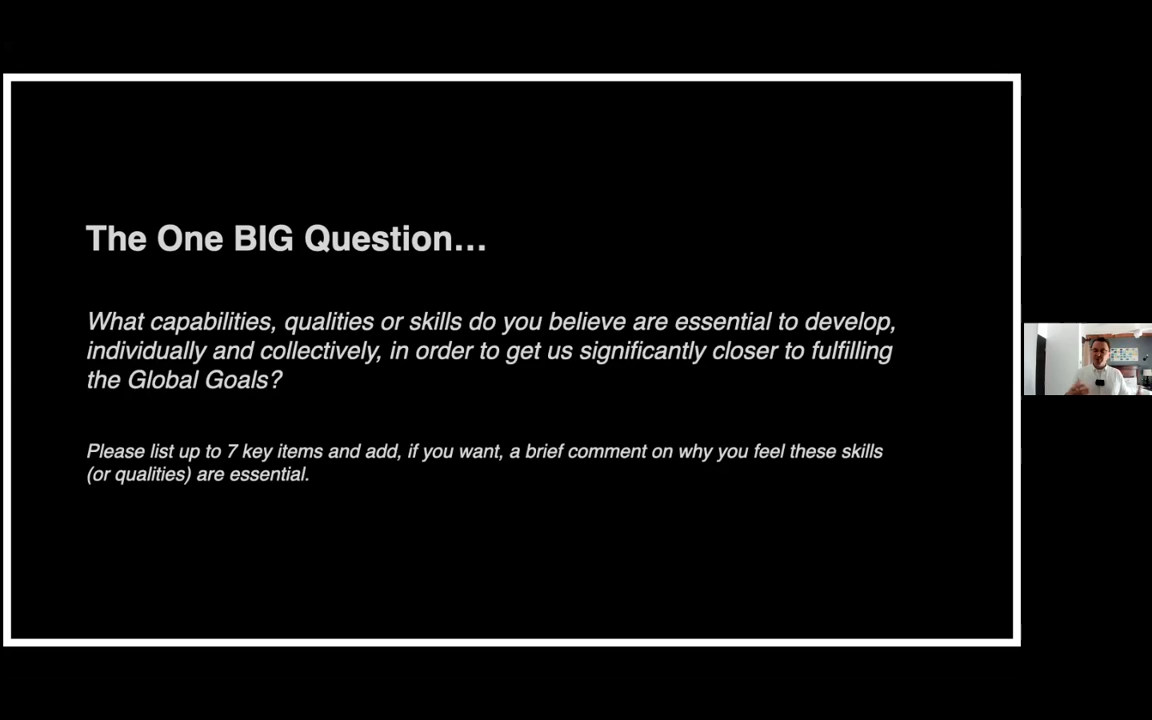 The One BIG Question…
What capabilities, qualities or skills do you believe are essential to develop,
individually and collectively, in order to get us significantly closer to fulfilling
the Global Goals?
Please list up to 7 key items and add, if you want, a brief comment on why you feel these skills
(or qualities) are essential.